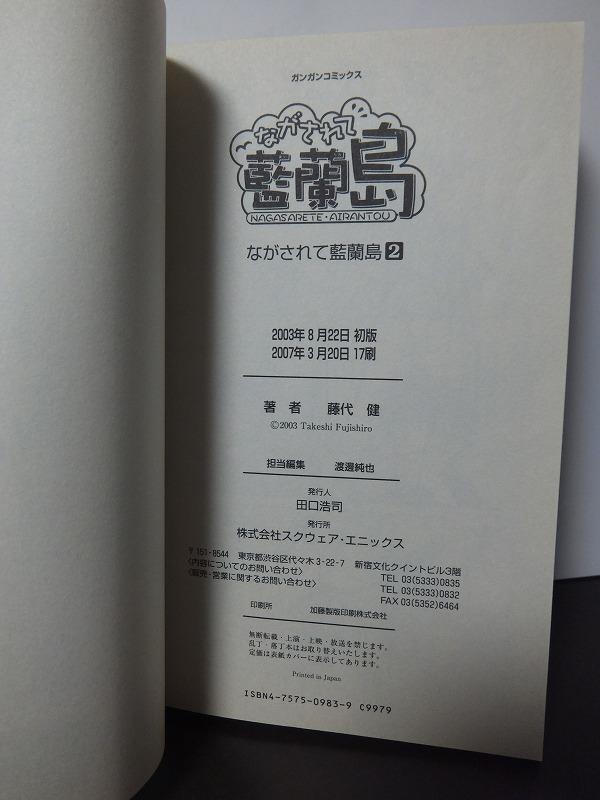 ガンガンコミックス
ながされて
藍蘭島
NAGASARETE・AIRANTOU
ながされて藍蘭島2
2003年8月22日 初版
2007年3月20日 17刷
著 者 藤代 健
©2003 Takeshi Fujishiro
担当編集 渡邊純也
発行人
田口浩司
発行所
株式会社スクウェア・エニックス
〒151-8544 東京都渋谷区代々木3-22-7 新宿文化クイントビル3階
〈内容についてのお問い合わせ〉 TEL 03(5333)0835
〈販売・営業に関するお問い合わせ〉 TEL 03(5333)0832
FAX 03(5352)6464
印刷所 加藤製版印刷株式会社
無断転載・上演・上映・放送を禁じます。
乱丁・落丁本はお取り替えいたします。
定価は表紙カバーに表示してあります。
Printed in Japan
ISBN4-7575-0983-9 C9979